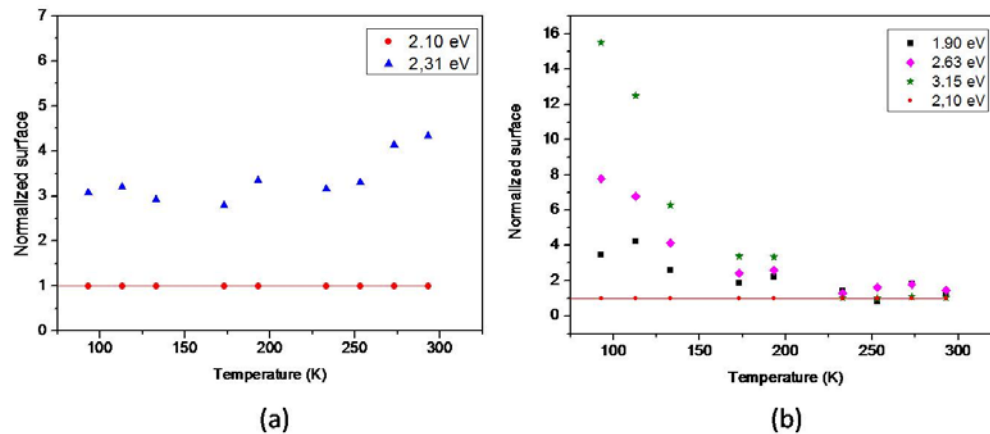 7
6
5
4
3
2
1
0
Normalized surface
2.10 eV
2,31 eV
100
150
200
250
300
Temperature (K)
(a)
16
14
12
10
8
6
4
2
0
Normalized surface
1.90 eV
2.63 eV
3.15 eV
2,10 eV
100
150
200
250
300
Temperature (K)
(b)